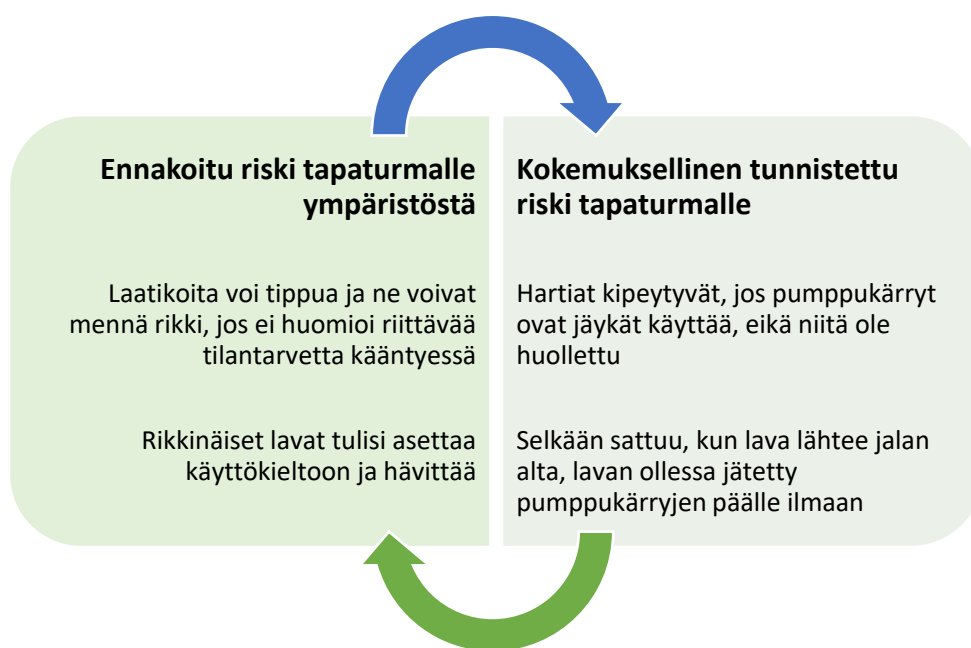 Ennakoitu riski tapaturmalle
ympäristöstä
Laatikoita voi tippua ja ne voivat
mennä rikki, jos ei huomioi riittävää
tilantarvetta kääntyessä
Rikkinäiset lavat tulisi asettaa
käyttökieltoon ja hävittää
Kokemuksellinen tunnistettu
riski tapaturmalle
Hartiat kipeytyvät, jos pumppukärryt
ovat jäykät käyttää, eikä niitä ole
huollettu
Selkään sattuu, kun lava lähtee jalan
alta, lavan ollessa jätetty
pumppukärryjen päälle ilmaan